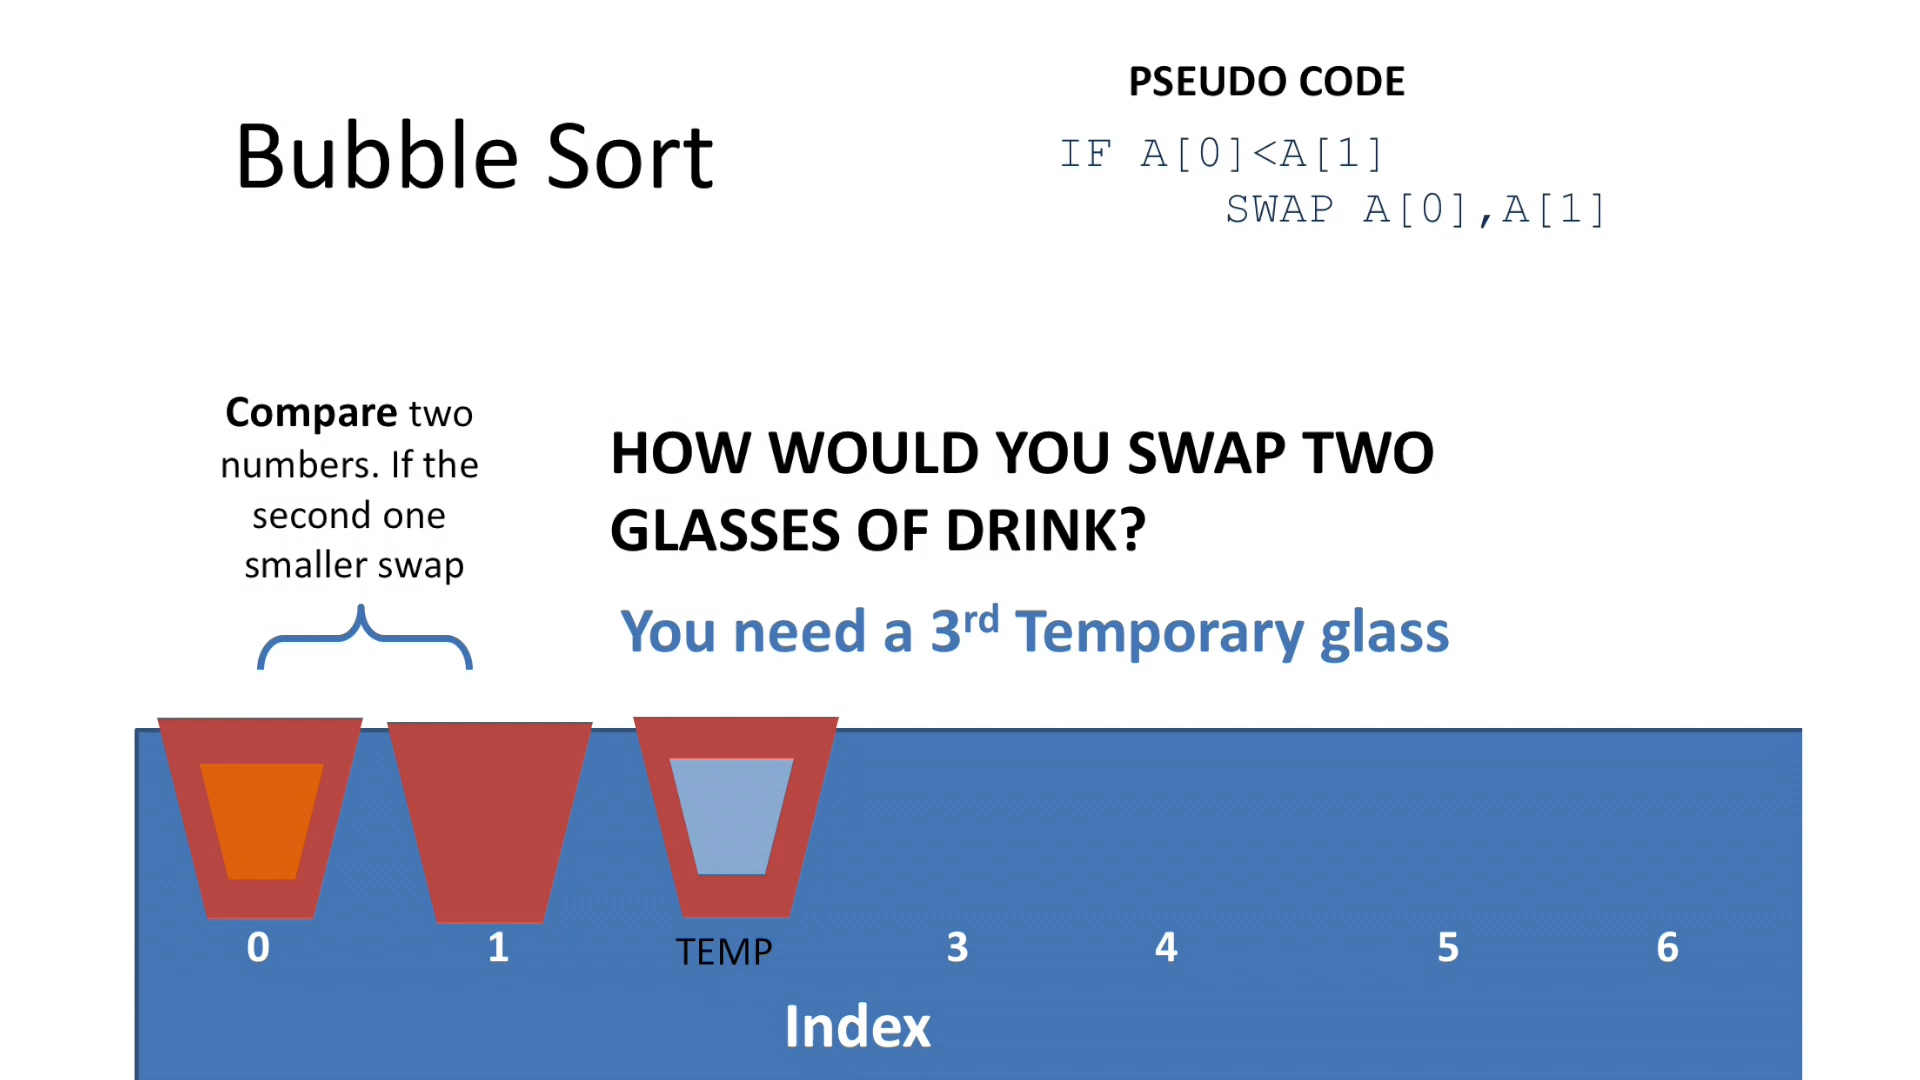 Bubble Sort
PSEUDO CODE
IF A[0]<A[1]
SWAP A[0],A[1]
Compare two
numbers. If the
second one
smaller swap
HOW WOULD YOU SWAP TWO
GLASSES OF DRINK?
You need a 3rd Temporary glass
0 1 TEMP 3 4 5 6
Index